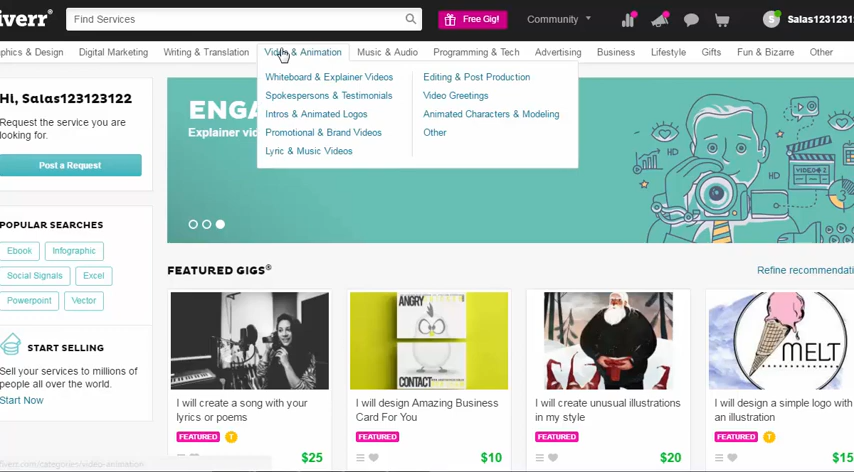 iverr
Find Services
Free Gig!
Community
S
Salas1231231
phics & Design
Digital Marketing
Writing & Translation
Video & Animation
Music & Audio
Programming & Tech
Advertising
Business
Lifestyle
Gifts
Fun & Bizarre
Other
Whiteboard & Explainer Videos
Spokespersons & Testimonials
Intros & Animated Logos
Promotional & Brand Videos
Lyric & Music Videos
Editing & Post Production
Video Greetings
Animated Characters & Modeling
Other
Hi, Salas123123122
Request the service you are
looking for.
Post a Request
ENGA
Explainer vid
POPULAR SEARCHES
Ebook
Infographic
Social Signals
Excel
Powerpoint
Vector
START SELLING
Sell your services to millions of
people all over the world.
Start Now
FEATURED GIGS®
Refine recommendati
ANGRY
CONTACT
MELT
I will create a song with your
lyrics or poems
FEATURED
T
$25
I will design Amazing Business
Card For You
FEATURED
$10
I will create unusual illustrations
in my style
FEATURED
$20
I will design a simple logo with
an illustration
FEATURED
T
$15
fiverr.com/categories/video-animation